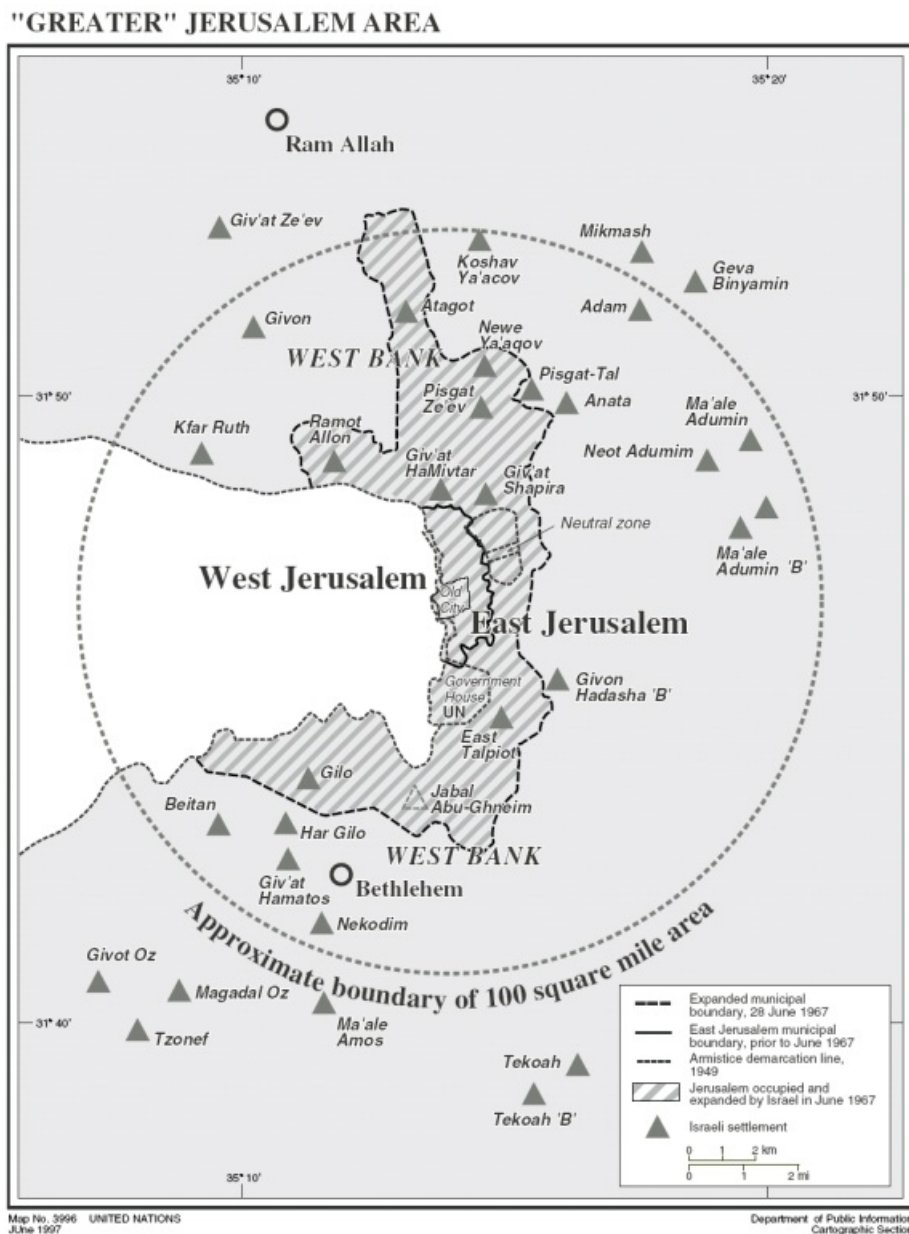 "GREATER" JERUSALEM AREA
35° 10'
35° 20'
Ram Allah
Giv'at Ze'ev
Koshav
Ya'acov
Mikmash
Geva
Binyamin
Atagot
Adam
Givon
Newe
Ya'aqov
WEST BANK
Pisgat-Tal
31° 50'
31° 50'
Pisgat
Ze'ev
Anata
Ma'ale
Adumin
Kfar Ruth
Ramot
Allon
Neot Adumim
Giv'at
HaMivtar
Giv'at
Shapira
Neutral zone
Ma'ale
Adumin 'B'
West Jerusalem
Old
City
East Jerusalem
Government
House
UN
Givon
Hadasha 'B'
East
Talpiot
Gilo
Jabal
Abu-Ghneim
Beitan
Har Gilo
WEST BANK
Giv'at
Hamatos
Bethlehem
Nekodim
Approximate boundary of 100 square mile area
Givot Oz
Magadal Oz
Ma'ale
Amos
31° 40'
Tzonef
Tekoah
Tekoah 'B'
Expanded municipal
boundary, 28 June 1967
East Jerusalem municipal
boundary, prior to June 1967
Armistice demarcation line,
1949
Jerusalem occupied and
expanded by Israel in June 1967
Israeli settlement
0 1 2 km
0 1 2 mi
35° 10'
Map No. 3996 UNITED NATIONS
JUne 1997
Department of Public Information
Cartographic Section